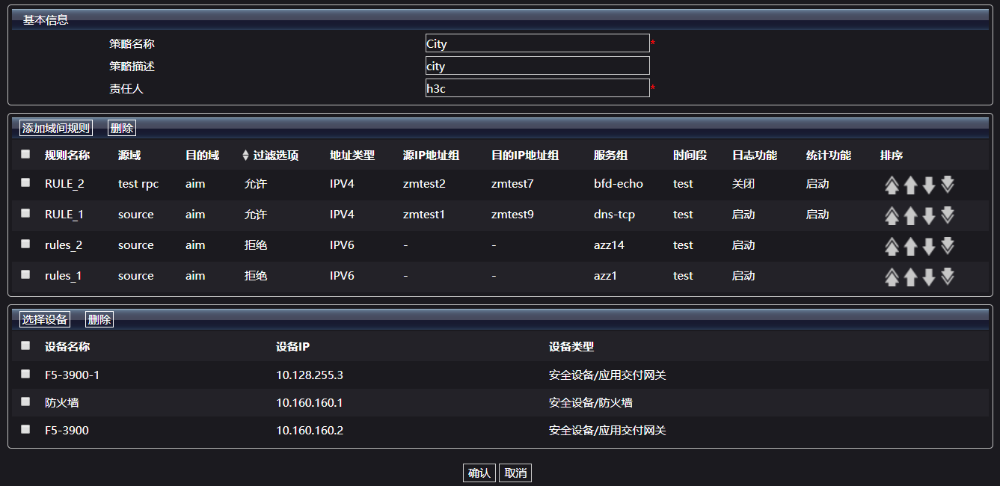 基本信息
策略名称 City *
策略描述 city
责任人 h3c *
添加域间规则 删除
规则名称 源域 目的域 过滤选项 地址类型 源IP地址组 目的IP地址组 服务组 时间段 日志功能 统计功能 排序
RULE_2 test rpc aim 允许 IPV4 zmtest2 zmtest7 bfd-echo test 关闭 启动
RULE_1 source aim 允许 IPV4 zmtest1 zmtest9 dns-tcp test 启动 启动
rules_2 source aim 拒绝 IPV6 - - azz14 test 启动
rules_1 source aim 拒绝 IPV6 - - azz1 test 启动
选择设备 删除
设备名称 设备IP 设备类型
F5-3900-1 10.128.255.3 安全设备/应用交付网关
防火墙 10.160.160.1 安全设备/防火墙
F5-3900 10.160.160.2 安全设备/应用交付网关
确认 取消